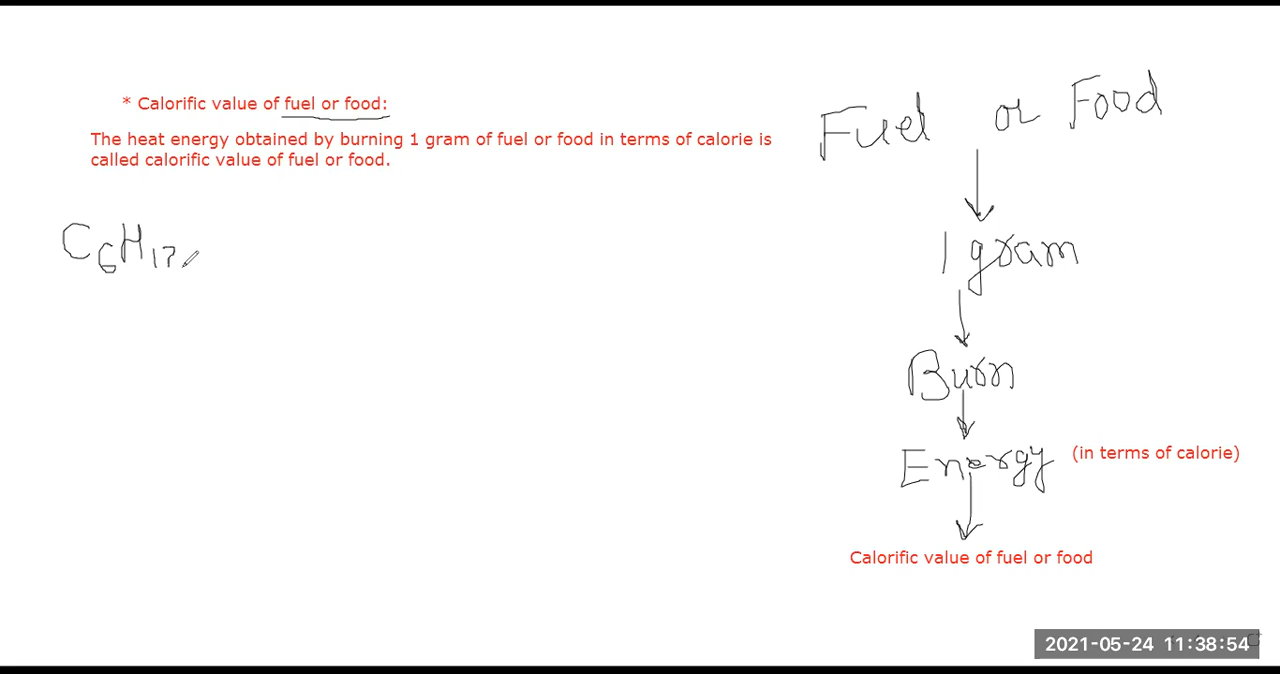 * Calorific value of fuel or food:
The heat energy obtained by burning 1 gram of fuel or food in terms of calorie is
called calorific value of fuel or food.
C6H12
Fuel or Food
1 gram
Burn
Energy (in terms of calorie)
Calorific value of fuel or food
2021-05-24 11:38:54